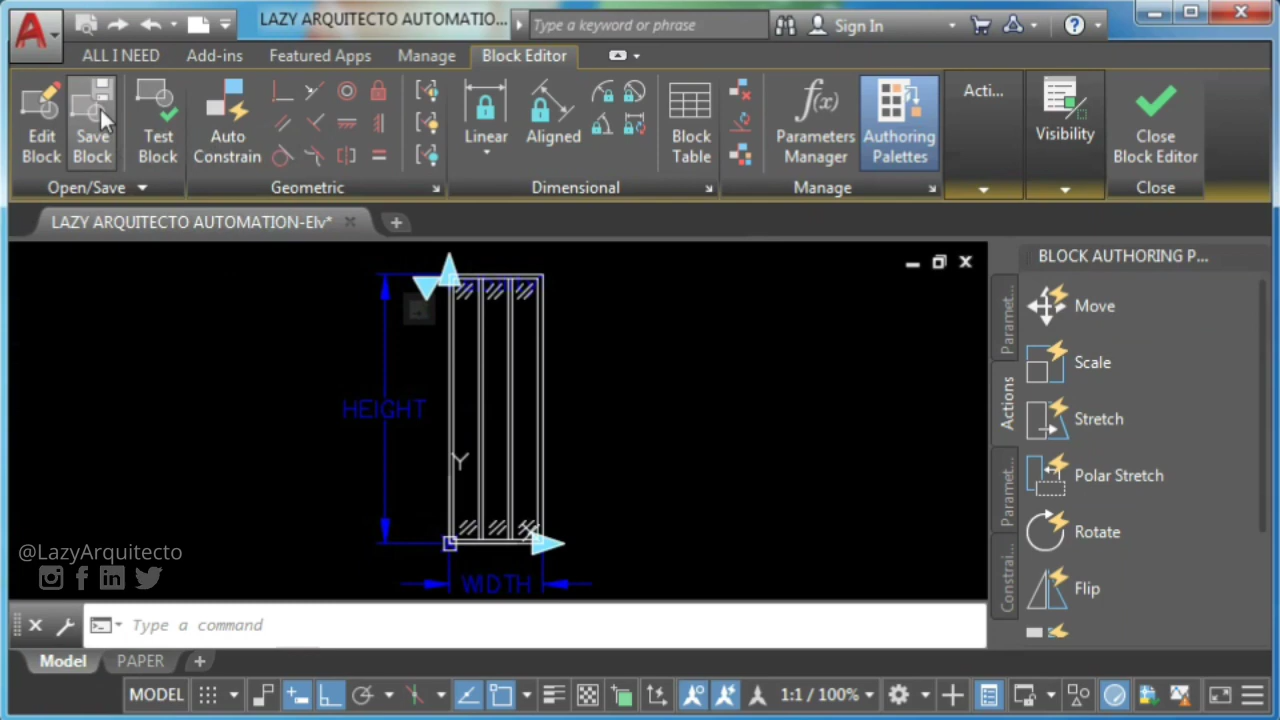 LAZY ARQUITECTO AUTOMATIO...
Type a keyword or phrase
Sign In
ALL I NEED
Add-ins
Featured Apps
Manage
Block Editor
Edit Block
Save Block
Test Block
Auto Constrain
Linear
Aligned
Block Table
f(x)
Parameters Manager
Authoring Palettes
Acti...
Visibility
Close Block Editor
Open/Save
Geometric
Dimensional
Manage
Close
LAZY ARQUITECTO AUTOMATION-Elv*
BLOCK AUTHORING P...
Paramet...
Actions
Paramet...
Constrai...
Move
Scale
Stretch
Polar Stretch
Rotate
Flip
HEIGHT
Y
X
WIDTH
@LazyArquitecto
Type a command
Model
PAPER
MODEL
1:1 / 100%